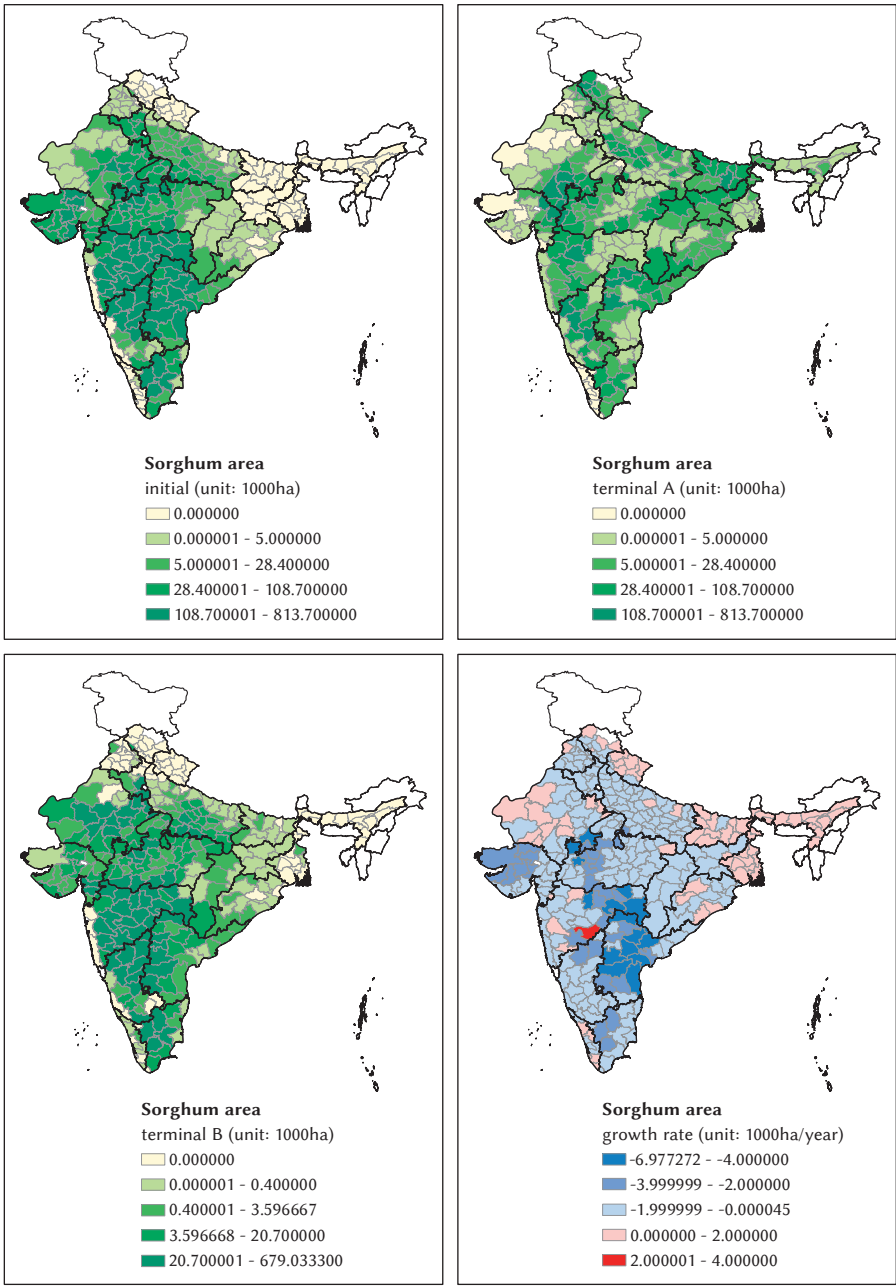 Sorghum area
initial (unit: 1000ha)
0.000000
0.000001 - 5.000000
5.000001 - 28.400000
28.400001 - 108.700000
108.700001 - 813.700000
Sorghum area
terminal A (unit: 1000ha)
0.000000
0.000001 - 5.000000
5.000001 - 28.400000
28.400001 - 108.700000
108.700001 - 813.700000
Sorghum area
terminal B (unit: 1000ha)
0.000000
0.000001 - 0.400000
0.400001 - 3.596667
3.596668 - 20.700000
20.700001 - 679.033300
Sorghum area
growth rate (unit: 1000ha/year)
-6.977272 - -4.000000
-3.999999 - -2.000000
-1.999999 - -0.000045
0.000000 - 2.000000
2.000001 - 4.000000